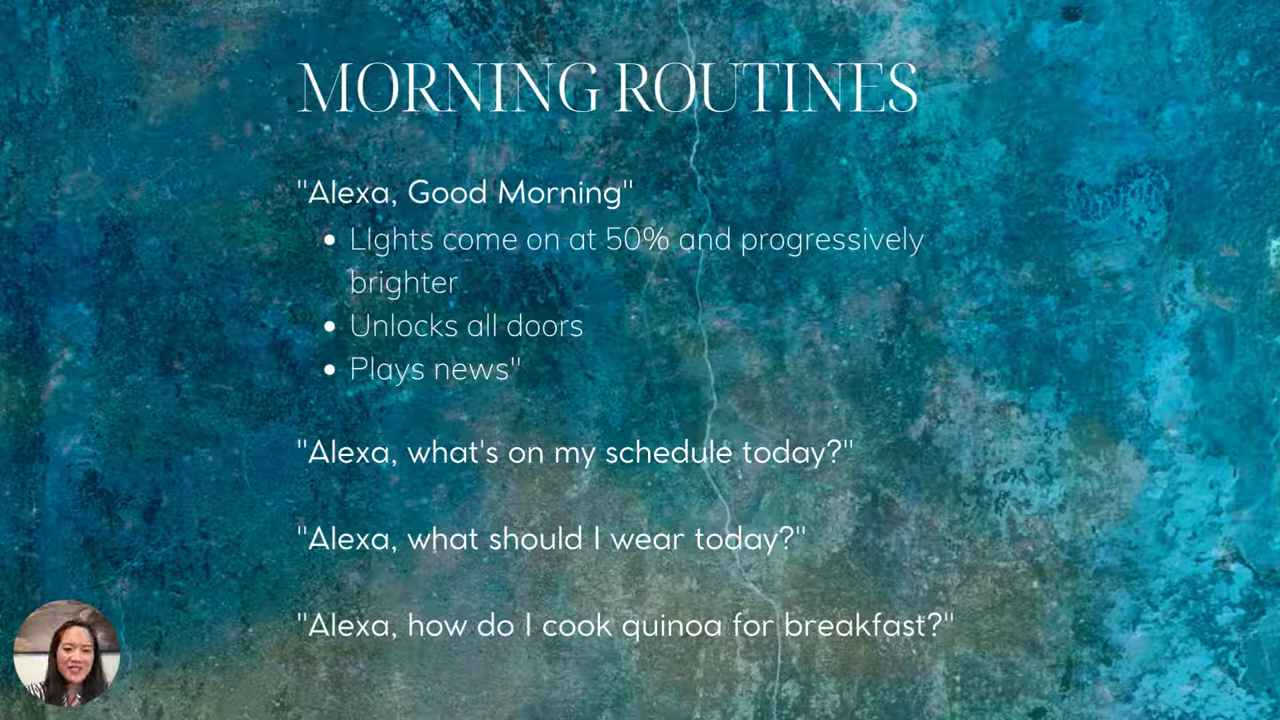 MORNING ROUTINES
"Alexa, Good Morning"
• LIghts come on at 50% and progressively
brighter
• Unlocks all doors
• Plays news"
"Alexa, what's on my schedule today?"
"Alexa, what should I wear today?"
"Alexa, how do I cook quinoa for breakfast?"